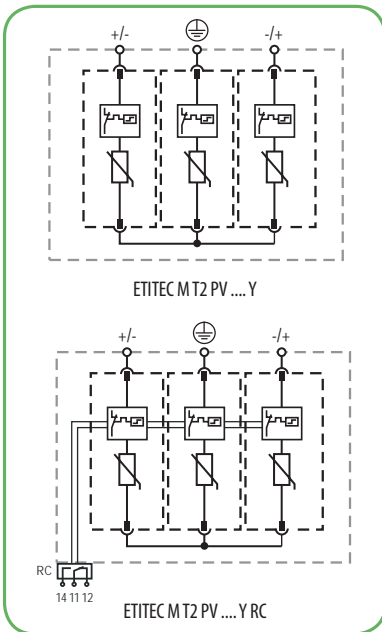 +/- -/+
ETITEC M T2 PV .... Y
+/- -/+
RC
14 11 12
ETITEC M T2 PV .... Y RC